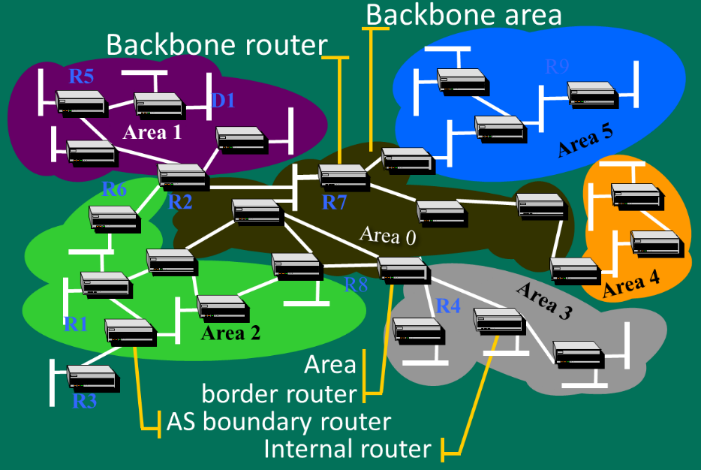 Backbone area
Backbone router
R5
D1
Area 1
R9
Area 5
R6
R2
R7
Area 0
Area 4
R8
R1
Area 2
R4
Area 3
R3
Area
border router
AS boundary router
Internal router